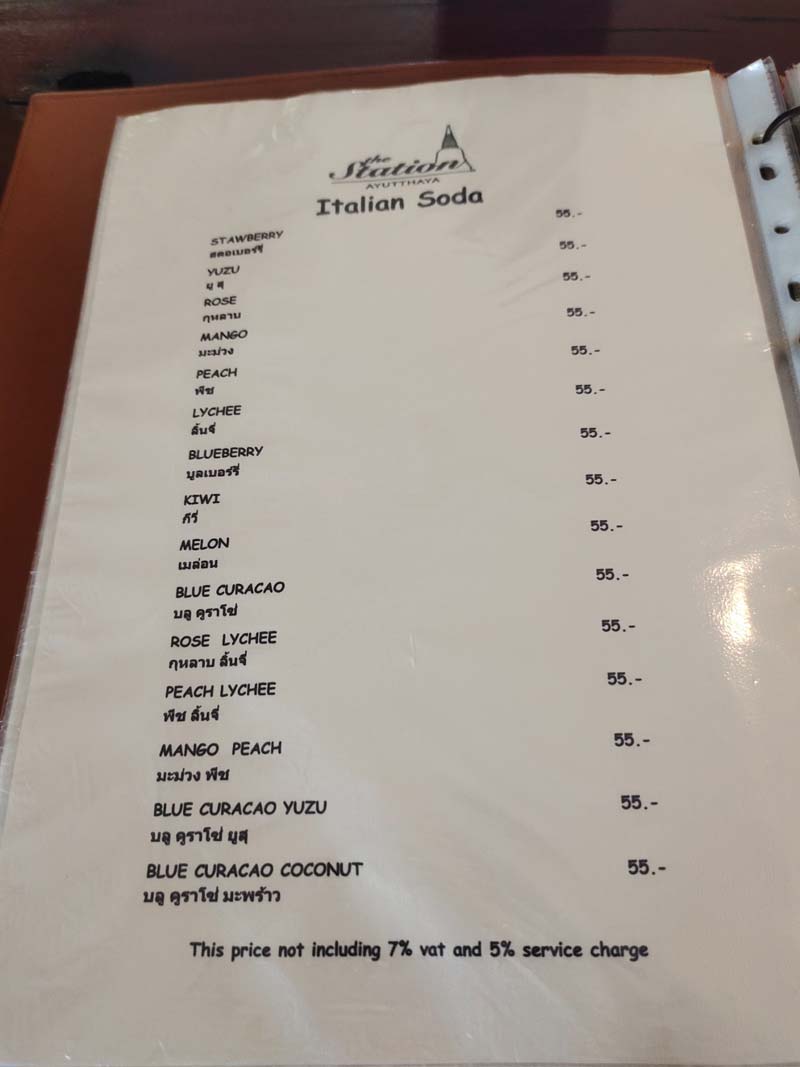 the
Station
AYUTTHAYA
Italian Soda
STAWBERRY 55.-
สตอเบอร์รี่
YUZU 55.-
ยู สุ
ROSE 55.-
กุหลาบ
MANGO 55.-
มะม่วง
PEACH 55.-
พีช
LYCHEE 55.-
ลิ้นจี่
BLUEBERRY 55.-
บูลเบอร์รี่
KIWI 55.-
กีวี่
MELON 55.-
เมล่อน
BLUE CURACAO 55.-
บลู คูราโซ่
ROSE LYCHEE 55.-
กุหลาบ ลิ้นจี่
PEACH LYCHEE 55.-
พีช ลิ้นจี่
MANGO PEACH 55.-
มะม่วง พีช
BLUE CURACAO YUZU 55.-
บลู คูราโซ่ ยูสุ
BLUE CURACAO COCONUT 55.-
บลู คูราโซ่ มะพร้าว
This price not including 7% vat and 5% service charge